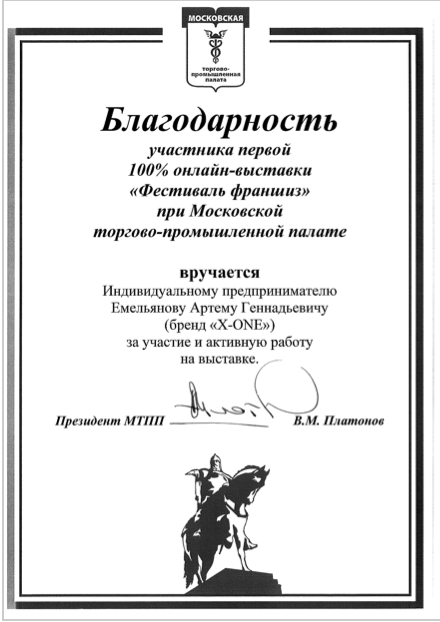 МОСКОВСКАЯ
торгово-
промышленная
палата
Благодарность
участника первой
100% онлайн-выставки
«Фестиваль франшиз»
при Московской
торгово-промышленной палате
вручается
Индивидуальному предпринимателю
Емельянову Артему Геннадьевичу
(бренд «X-ONE»)
за участие и активную работу
на выставке.
Президент МТПП В.М. Платонов